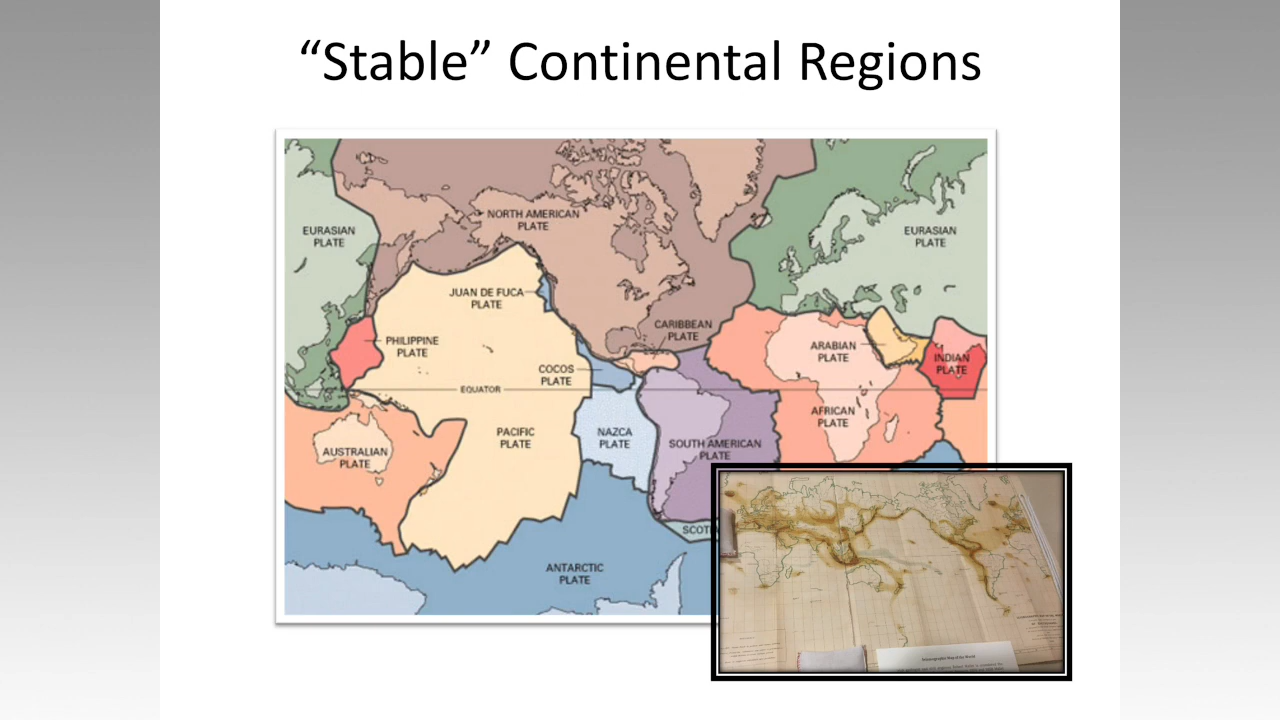 “Stable” Continental Regions
NORTH AMERICAN
PLATE
EURASIAN
PLATE
EURASIAN
PLATE
JUAN DE FUCA
PLATE
CARIBBEAN
PLATE
PHILIPPINE
PLATE
ARABIAN
PLATE
INDIAN
PLATE
COCOS
PLATE
EQUATOR
AFRICAN
PLATE
PACIFIC
PLATE
NAZCA
PLATE
SOUTH AMERICAN
PLATE
AUSTRALIAN
PLATE
SCOT
ANTARCTIC
PLATE